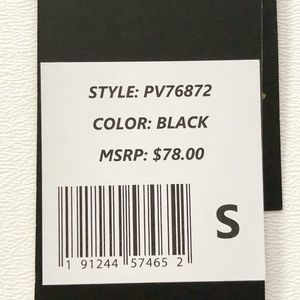 STYLE: PV76872
COLOR: BLACK
MSRP: $78.00
S
1 91244 57465 2